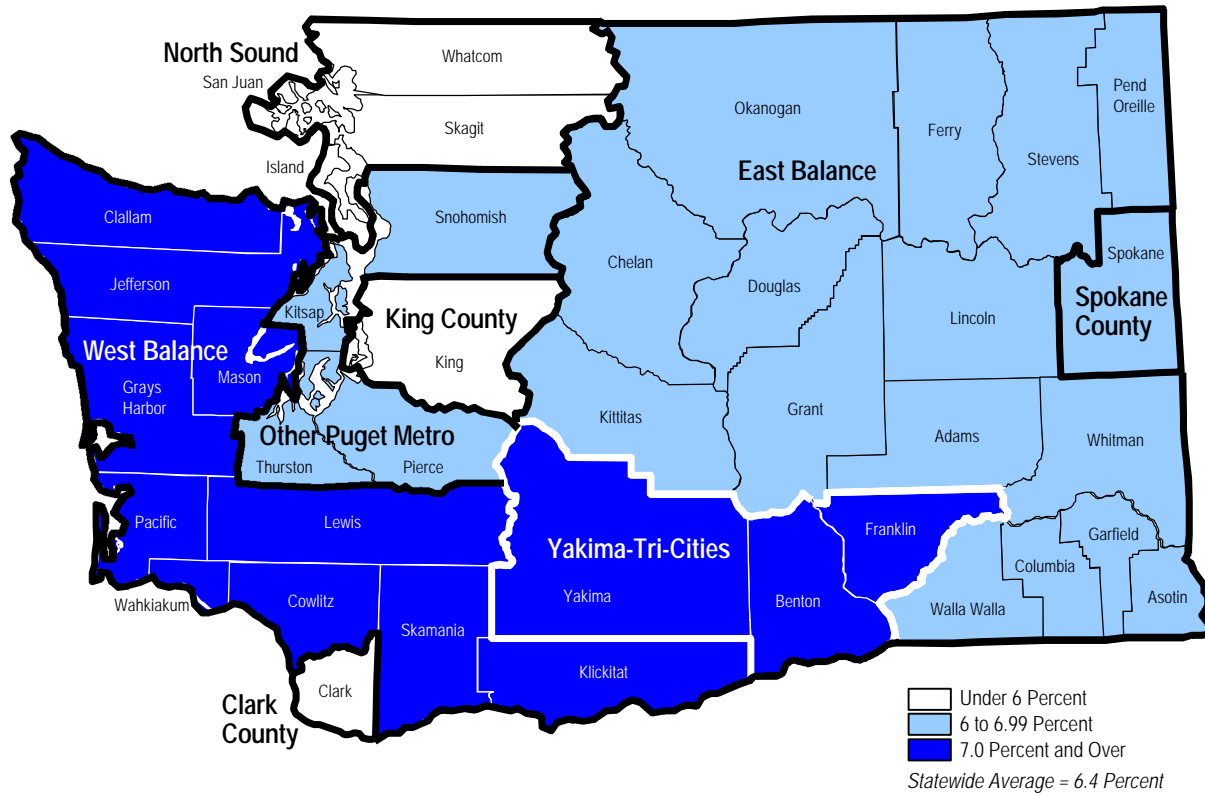 North Sound
San Juan
Whatcom
Skagit
Island
Okanogan
Ferry
Stevens
Pend
Oreille
East Balance
Clallam
Snohomish
Jefferson
Chelan
Douglas
Spokane
Spokane
County
Kitsap
King County
King
Lincoln
West Balance
Mason
Grays
Harbor
Kittitas
Grant
Adams
Whitman
Other Puget Metro
Thurston
Pierce
Pacific
Lewis
Yakima-Tri-Cities
Yakima
Franklin
Benton
Garfield
Columbia
Walla Walla
Asotin
Wahkiakum
Cowlitz
Skamania
Klickitat
Clark
Clark
County
Under 6 Percent
6 to 6.99 Percent
7.0 Percent and Over
Statewide Average = 6.4 Percent